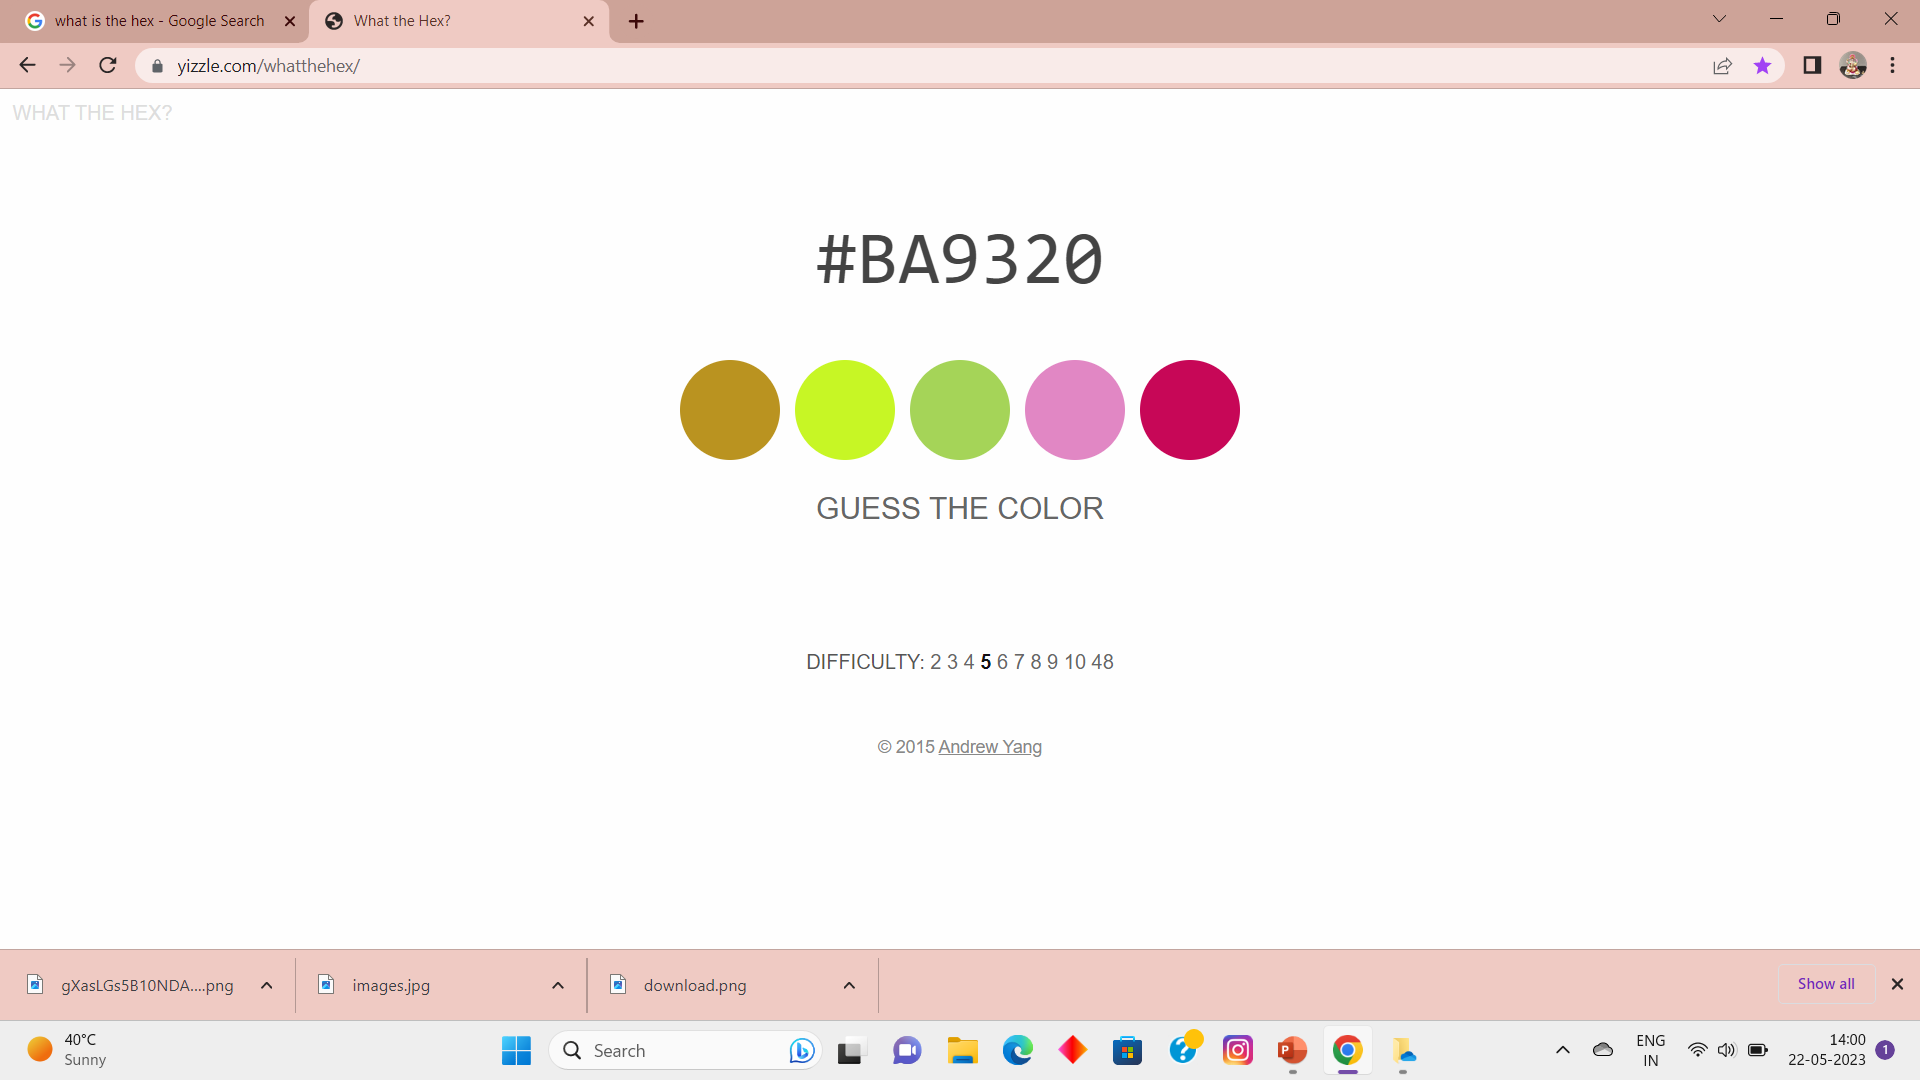 what is the hex - Google Search
What the Hex?
yizzle.com/whatthehex/
WHAT THE HEX?
#BA9320
GUESS THE COLOR
DIFFICULTY: 2 3 4 5 6 7 8 9 10 48
© 2015 Andrew Yang
gXasLGs5B10NDA....png
images.jpg
download.png
Show all
40°C
Sunny
Search
ENG
IN
14:00
22-05-2023
1